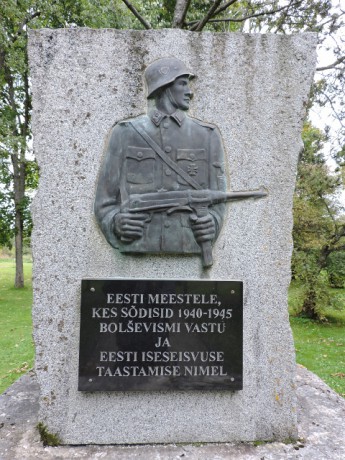 EESTI MEESTELE,
KES SÕDISID 1940-1945
BOLŠEVISMI VASTU
JA
EESTI ISESEISVUSE
TAASTAMISE NIMEL